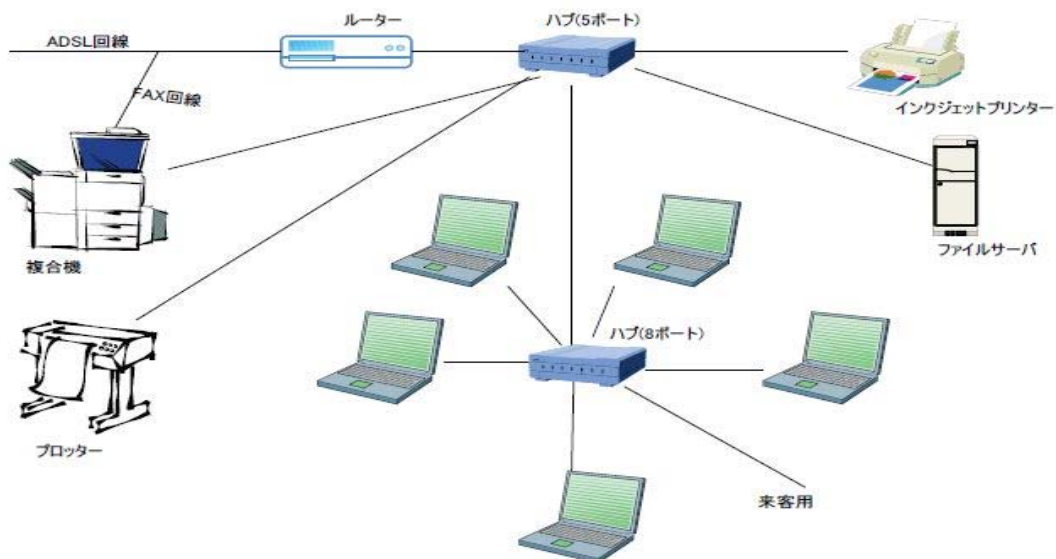 ルーター
ハブ(5ポート)
ADSL回線
FAX回線
インクジェットプリンター
複合機
ファイルサーバ
ハブ(8ポート)
プロッター
来客用